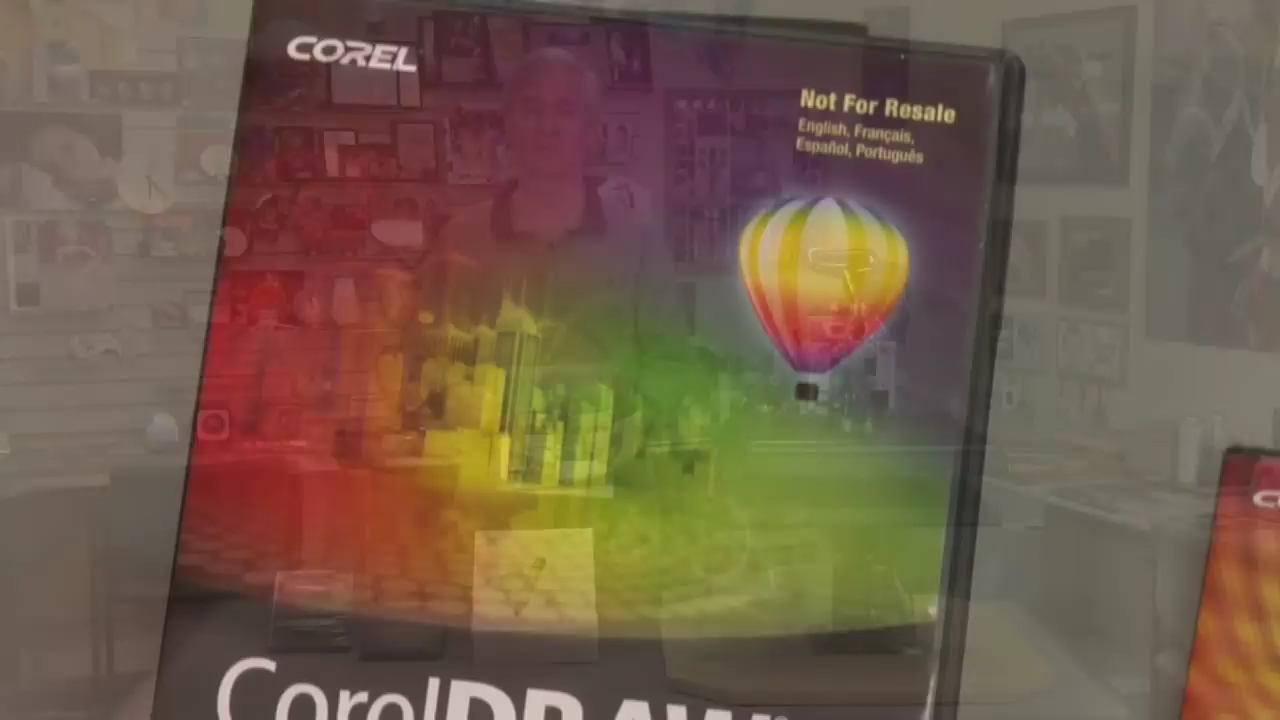 COREL
Not For Resale
English, Français,
Español, Português
CorelDRAW